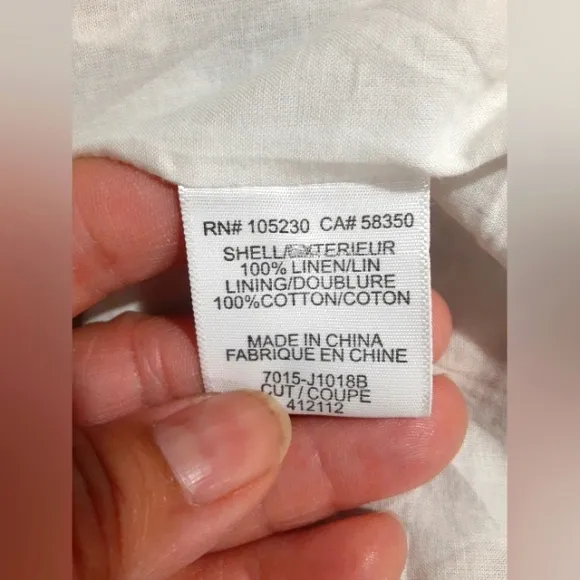 RN# 105230 CA# 58350
SHELL/EXTERIEUR
100% LINEN/LIN
LINING/DOUBLURE
100%COTTON/COTON
MADE IN CHINA
FABRIQUE EN CHINE
7015-J1018B
CUT/COUPE
412112